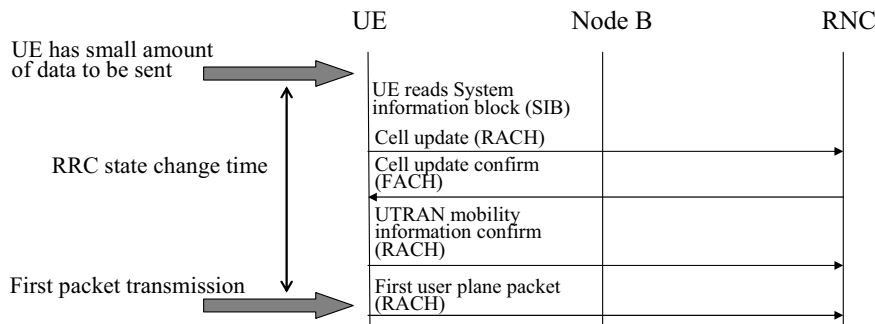 UE Node B RNC
UE has small amount
of data to be sent
UE reads System
information block (SIB)
Cell update (RACH)
RRC state change time
Cell update confirm
(FACH)
UTRAN mobility
information confirm
(RACH)
First packet transmission
First user plane packet
(RACH)